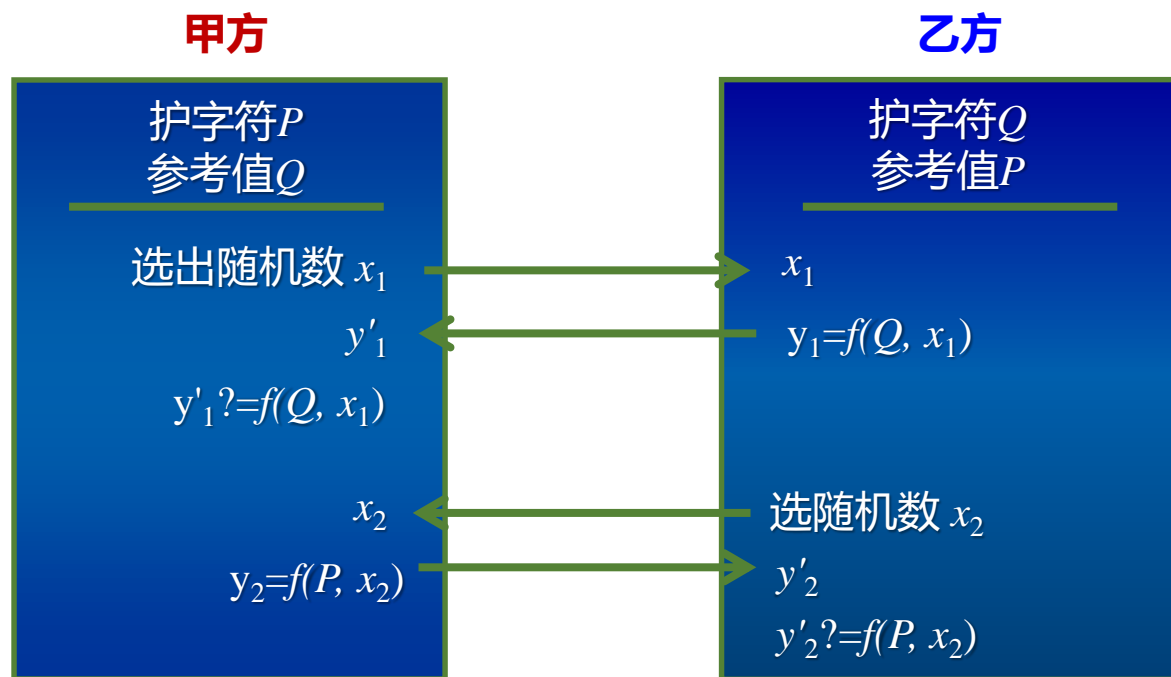 甲方
护字符P
参考值Q
选出随机数 x₁
y′₁
y'₁?=f(Q, x₁)
x₂
y₂=f(P, x₂)
乙方
护字符Q
参考值P
x₁
y₁=f(Q, x₁)
选随机数 x₂
y′₂
y′₂?=f(P, x₂)